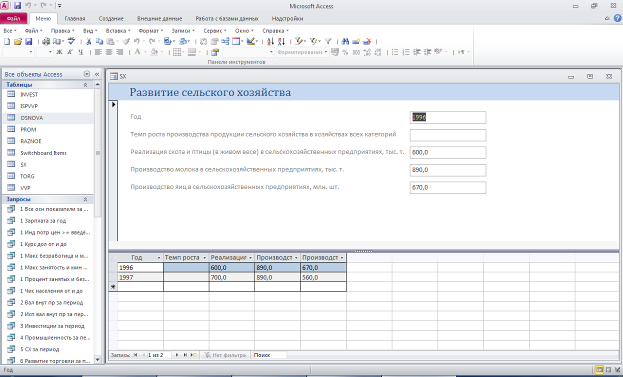 Microsoft Access
Файл Меню Главная Создание Внешние данные Работа с базами данных Надстройки
Все Файл Правка Вид Вставка Формат Записи Сервис Окно Справка
Форматирование
Панели инструментов
Все объекты Access
Таблицы
INVEST
ISPVVP
OSNOVA
PROM
RAZNOE
Switchboard Items
SX
TORG
VVP
Запросы
1 Все осн показатели за ...
1 Зарплата за год
1 Инд потр цен >= введе...
1 Курс дол от и до
1 Макс безработица и м...
1 Макс занятость и мин ...
1 Процент занятых и без...
1 Чис населения от и до
2 Вал внут пр за период
2 Исп вал внут пр за пер...
3 Инвестиции за период
4 Промышленность за пе...
5 СХ за период
6 Развитие торговли за п...
SX
Развитие сельского хозяйства
Год 1996
Темп роста производства продукции сельского хозяйства в хозяйствах всех категорий
Реализация скота и птицы (в живом весе) в сельскохозяйственных предприятиях, тыс. т. 600,0
Производство молока в сельскохозяйственных предприятиях, тыс. т. 890,0
Производство яиц в сельскохозяйственных предприятиях, млн. шт. 670,0
Год Темп роста Реализация Производст Производст
1996 600,0 890,0 670,0
1997 700,0 890,0 560,0
Запись: 1 из 2 Нет фильтра Поиск
Год